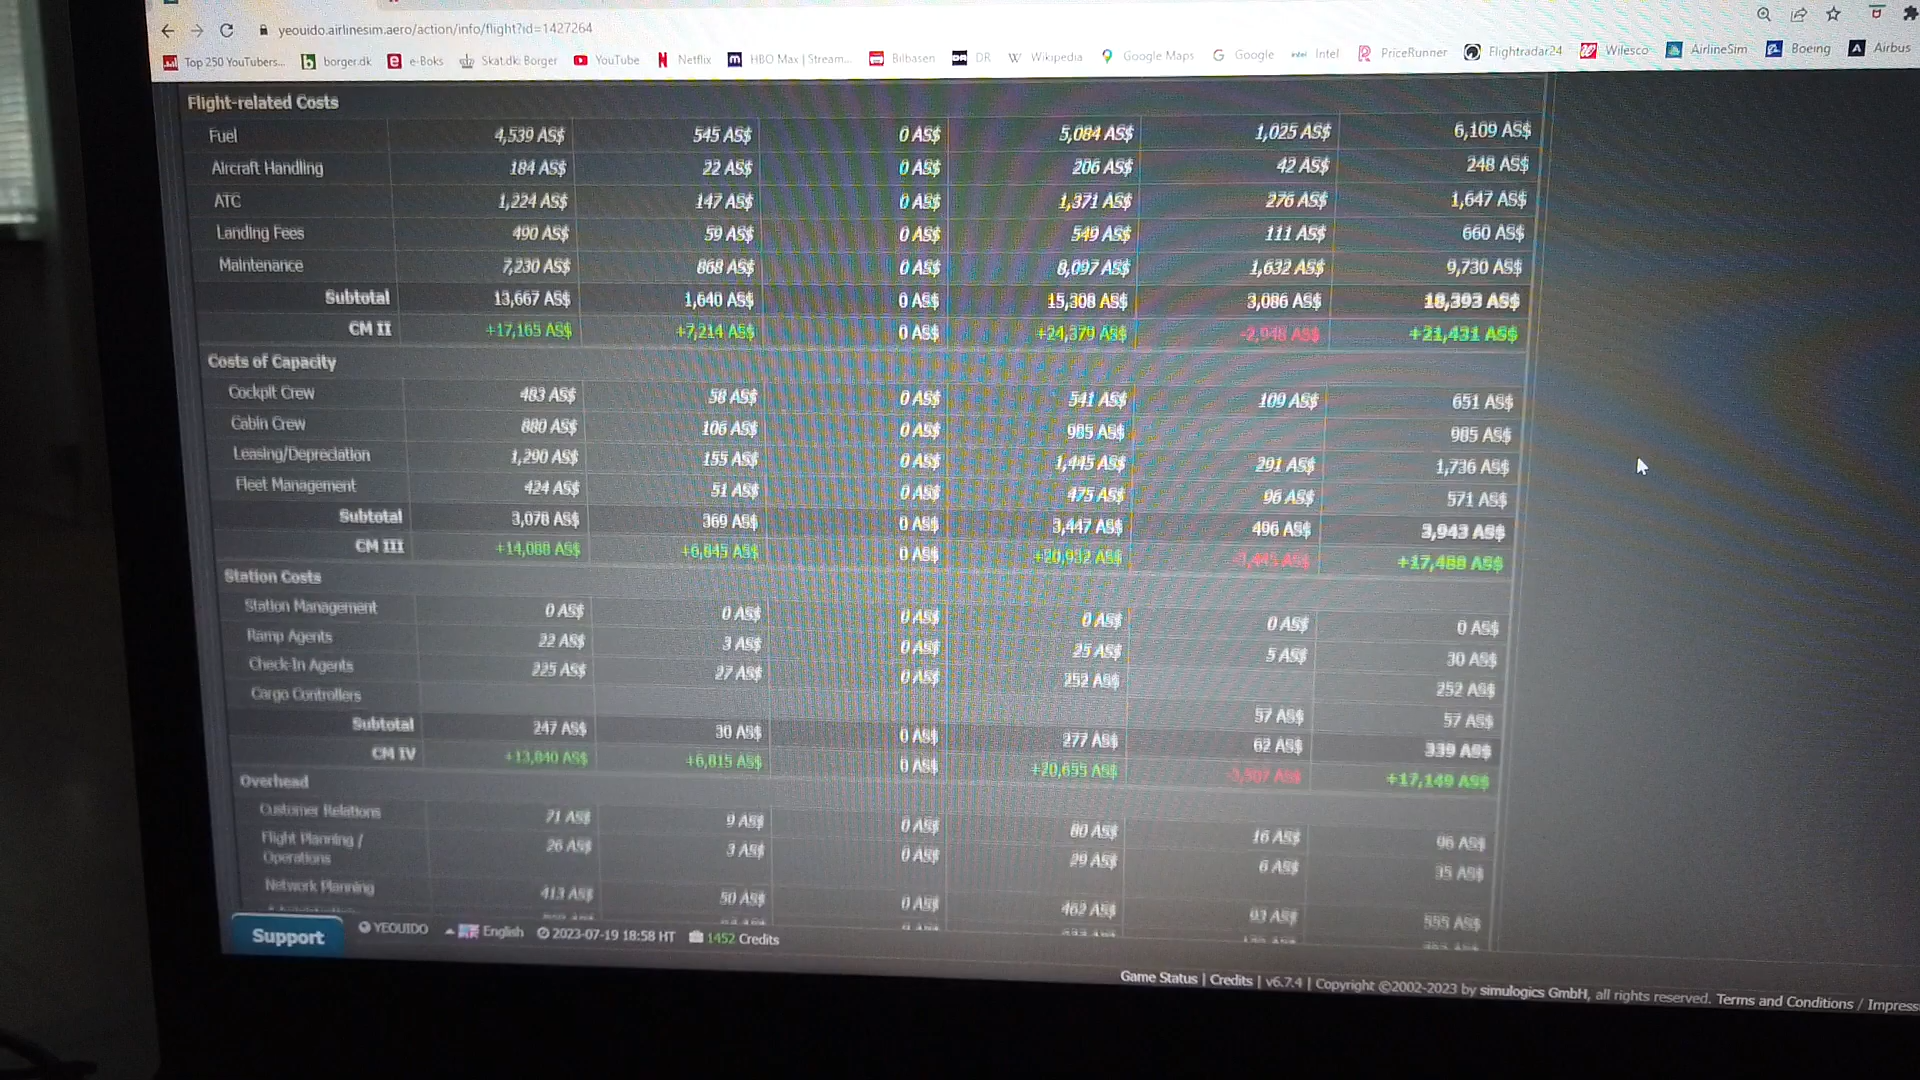 yeouido.airlinesim.aero/action/info/flight?id=1427264
Top 250 YouTubers... borger.dk e-Boks Skat.dk: Borger YouTube Netflix HBO Max | Stream... Bilbasen DR Wikipedia Google Maps Google Intel PriceRunner Flightradar24 Wilesco AirlineSim Boeing Airbus
Flight-related Costs
Fuel 4,539 AS$ 545 AS$ 0 AS$ 5,084 AS$ 1,025 AS$ 6,109 AS$
Aircraft Handling 184 AS$ 22 AS$ 0 AS$ 206 AS$ 42 AS$ 248 AS$
ATC 1,224 AS$ 147 AS$ 0 AS$ 1,371 AS$ 276 AS$ 1,647 AS$
Landing Fees 490 AS$ 59 AS$ 0 AS$ 549 AS$ 111 AS$ 660 AS$
Maintenance 7,230 AS$ 868 AS$ 0 AS$ 8,097 AS$ 1,632 AS$ 9,730 AS$
Subtotal 13,667 AS$ 1,640 AS$ 0 AS$ 15,308 AS$ 3,086 AS$ 18,393 AS$
CM II +17,165 AS$ +7,214 AS$ 0 AS$ +24,379 AS$ -2,948 AS$ +21,431 AS$
Costs of Capacity
Cockpit Crew 483 AS$ 58 AS$ 0 AS$ 541 AS$ 109 AS$ 651 AS$
Cabin Crew 880 AS$ 106 AS$ 0 AS$ 985 AS$ 985 AS$
Leasing/Depreciation 1,290 AS$ 155 AS$ 0 AS$ 1,445 AS$ 291 AS$ 1,736 AS$
Fleet Management 424 AS$ 51 AS$ 0 AS$ 475 AS$ 96 AS$ 571 AS$
Subtotal 3,078 AS$ 369 AS$ 0 AS$ 3,447 AS$ 496 AS$ 3,943 AS$
CM III +14,088 AS$ +6,845 AS$ 0 AS$ +20,932 AS$ -3,445 AS$ +17,488 AS$
Station Costs
Station Management 0 AS$ 0 AS$ 0 AS$ 0 AS$ 0 AS$ 0 AS$
Ramp Agents 22 AS$ 3 AS$ 0 AS$ 25 AS$ 5 AS$ 30 AS$
Check-In Agents 225 AS$ 27 AS$ 0 AS$ 252 AS$ 252 AS$
Cargo Controllers 57 AS$ 57 AS$
Subtotal 247 AS$ 30 AS$ 0 AS$ 277 AS$ 62 AS$ 339 AS$
CM IV +13,840 AS$ +6,815 AS$ 0 AS$ +20,655 AS$ -3,507 AS$ +17,149 AS$
Overhead
Customer Relations 71 AS$ 9 AS$ 0 AS$ 80 AS$ 16 AS$ 96 AS$
Flight Planning /
Operations 26 AS$ 3 AS$ 0 AS$ 29 AS$ 6 AS$ 35 AS$
Network Planning 413 AS$ 50 AS$ 0 AS$ 462 AS$ 93 AS$ 555 AS$
Support YEOUIDO English 2023-07-19 18:58 HT 1452 Credits
Game Status | Credits | v6.7.4 | Copyright ©2002-2023 by simulogics GmbH, all rights reserved. Terms and Conditions / Impress